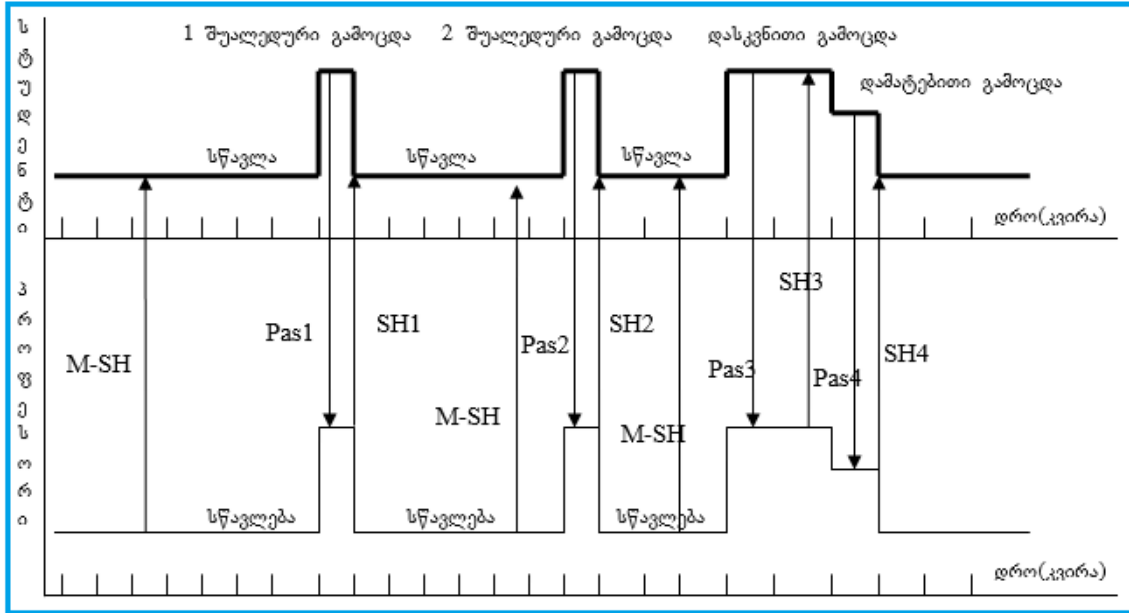 სტუდენტი
1 შუალედური გამოცდა
2 შუალედური გამოცდა
დასკვნითი გამოცდა
დამატებითი გამოცდა
სწავლა
სწავლა
სწავლა
დრო(კვირა)
პროფესორი
M-SH
Pas1
SH1
M-SH
Pas2
SH2
M-SH
Pas3
SH3
Pas4
SH4
სწავლება
სწავლება
სწავლება
დრო(კვირა)